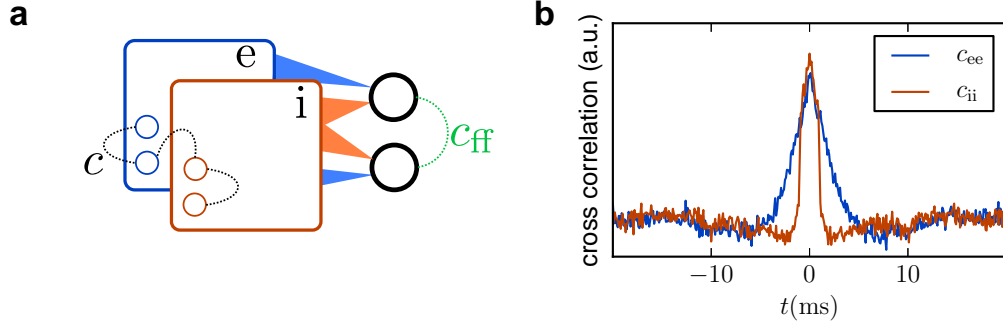 a
e
i
c
c_ff
b
cross correlation (a.u.)
c_ee
c_ii
−10
0
10
t(ms)